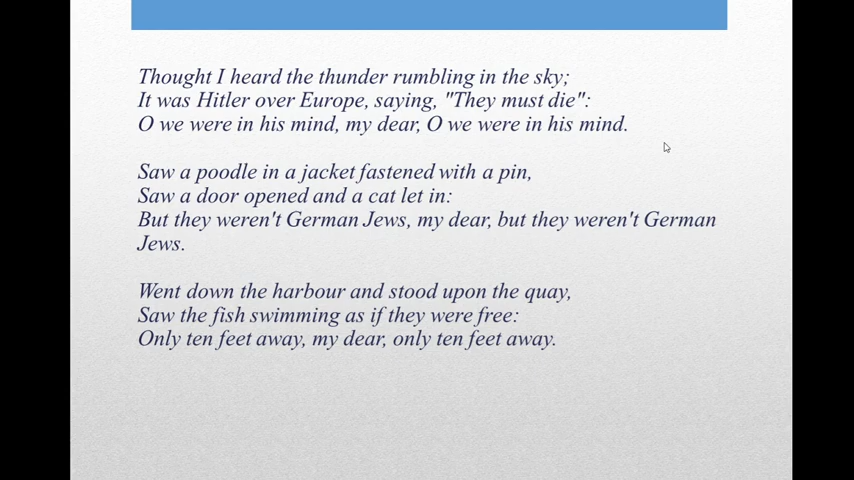 Thought I heard the thunder rumbling in the sky;
It was Hitler over Europe, saying, "They must die":
O we were in his mind, my dear, O we were in his mind.
Saw a poodle in a jacket fastened with a pin,
Saw a door opened and a cat let in:
But they weren't German Jews, my dear, but they weren't German
Jews.
Went down the harbour and stood upon the quay,
Saw the fish swimming as if they were free:
Only ten feet away, my dear, only ten feet away.